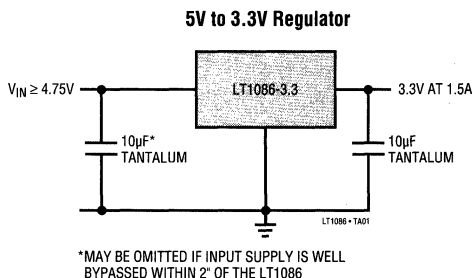 5V to 3.3V Regulator
V_IN ≥ 4.75V
LT1086-3.3
3.3V AT 1.5A
10µF*
TANTALUM
10µF
TANTALUM
LT1086 • TA01
*MAY BE OMITTED IF INPUT SUPPLY IS WELL
BYPASSED WITHIN 2" OF THE LT1086